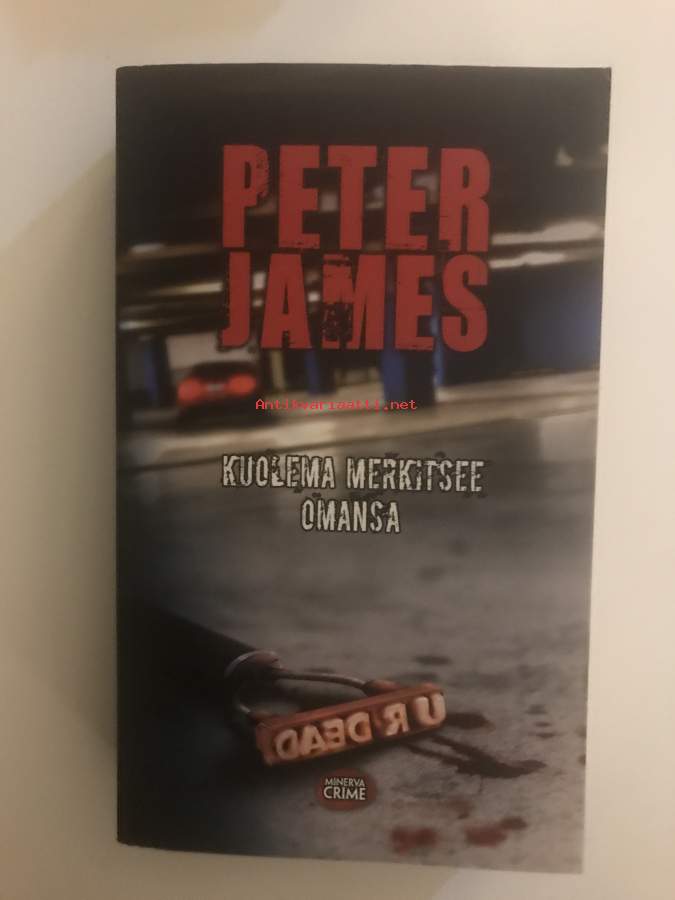 PETER
JAMES
Antikvariaatti.net
KUOLEMA MERKITSEE
OMANSA
U R DEAD
MINERVA
CRIME